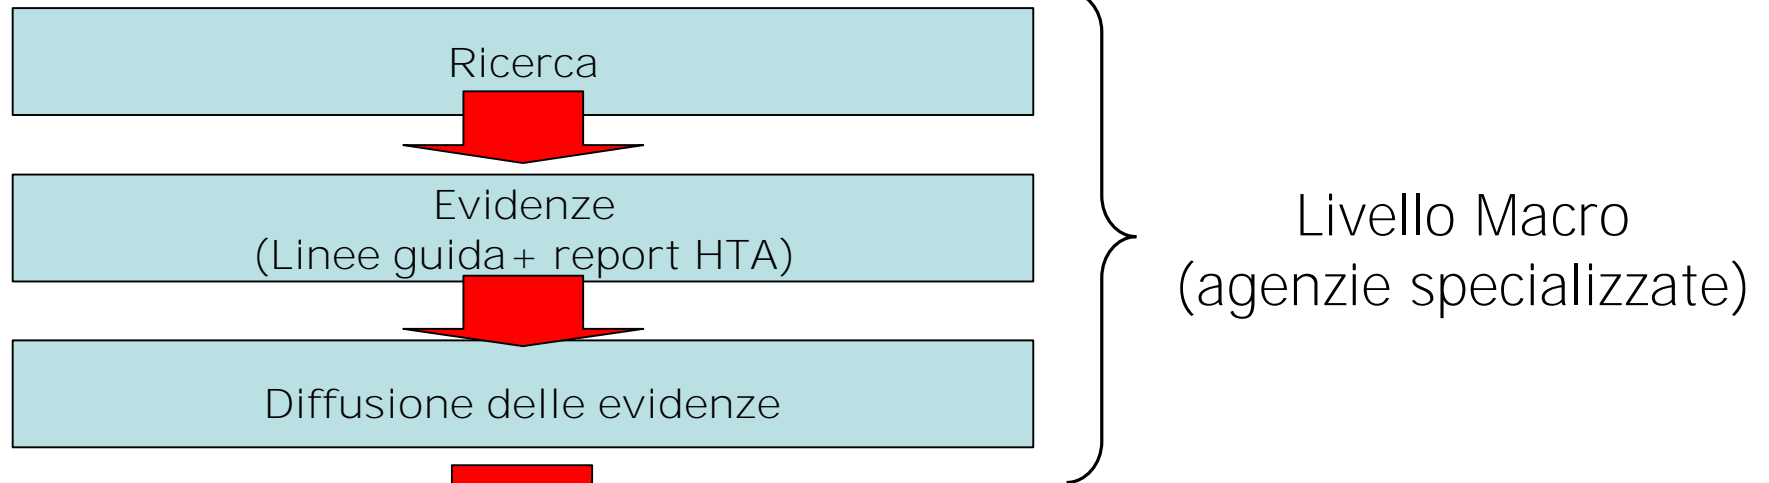 Ricerca
Evidenze
(Linee guida+ report HTA)
Diffusione delle evidenze
Livello Macro
(agenzie specializzate)